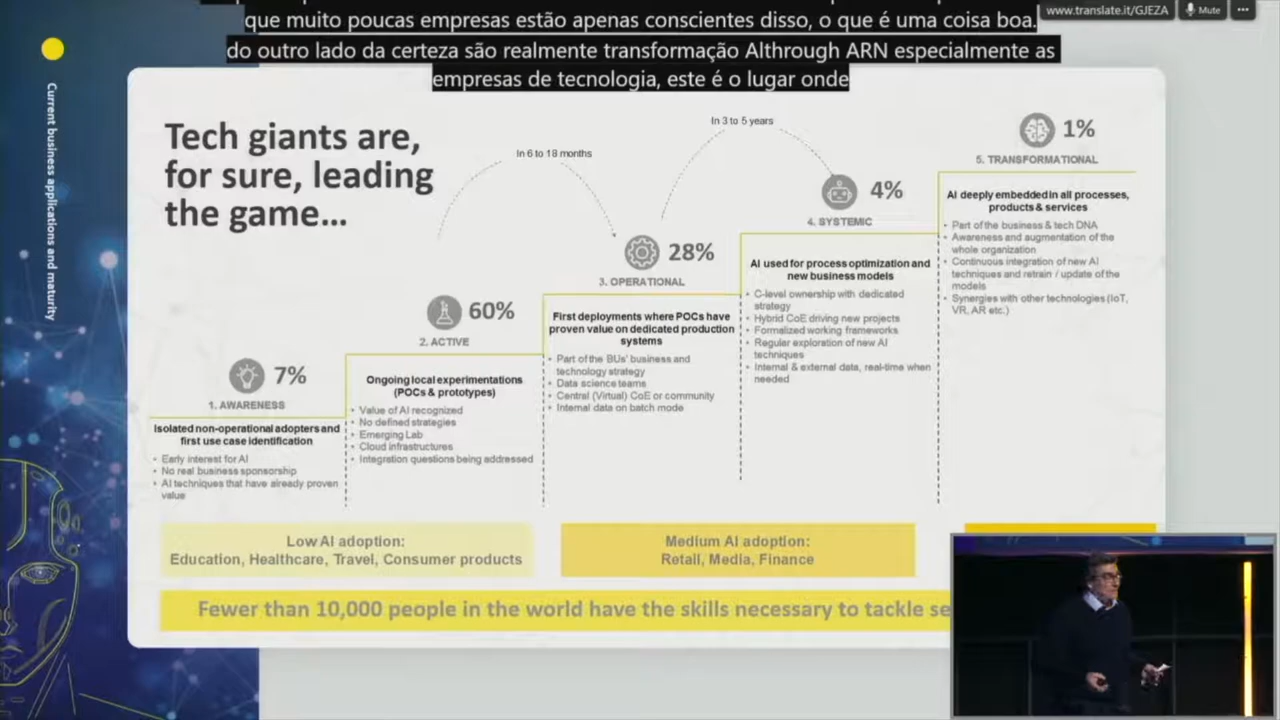 que muito poucas empresas estão apenas conscientes disso, o que é uma coisa boa.
do outro lado da certeza são realmente transformação Althrough ARN especialmente as
empresas de tecnologia, este é o lugar onde
www.translate.it/GJEZA
Mute
Current business applications and maturity
Tech giants are,
for sure, leading
the game...
In 6 to 18 months
In 3 to 5 years
7%
1. AWARENESS
Isolated non-operational adopters and
first use case identification
• Early interest for AI
• No real business sponsorship
• AI techniques that have already proven
value
60%
2. ACTIVE
Ongoing local experimentations
(POCs & prototypes)
• Value of AI recognized
• No defined strategies
• Emerging Lab
• Cloud infrastructures
• Integration questions being addressed
28%
3. OPERATIONAL
First deployments where POCs have
proven value on dedicated production
systems
• Part of the BUs' business and
technology strategy
• Data science teams
• Central (Virtual) CoE or community
• Internal data on batch mode
4%
4. SYSTEMIC
AI used for process optimization and
new business models
• C-level ownership with dedicated
strategy
• Hybrid CoE driving new projects
• Formalized working frameworks
• Regular exploration of new AI
techniques
• Internal & external data, real-time when
needed
1%
5. TRANSFORMATIONAL
AI deeply embedded in all processes,
products & services
• Part of the business & tech DNA
• Awareness and augmentation of the
whole organization
• Continuous integration of new AI
techniques and retrain / update of the
models
• Synergies with other technologies (IoT,
VR, AR etc.)
Low AI adoption:
Education, Healthcare, Travel, Consumer products
Medium AI adoption:
Retail, Media, Finance
Fewer than 10,000 people in the world have the skills necessary to tackle se